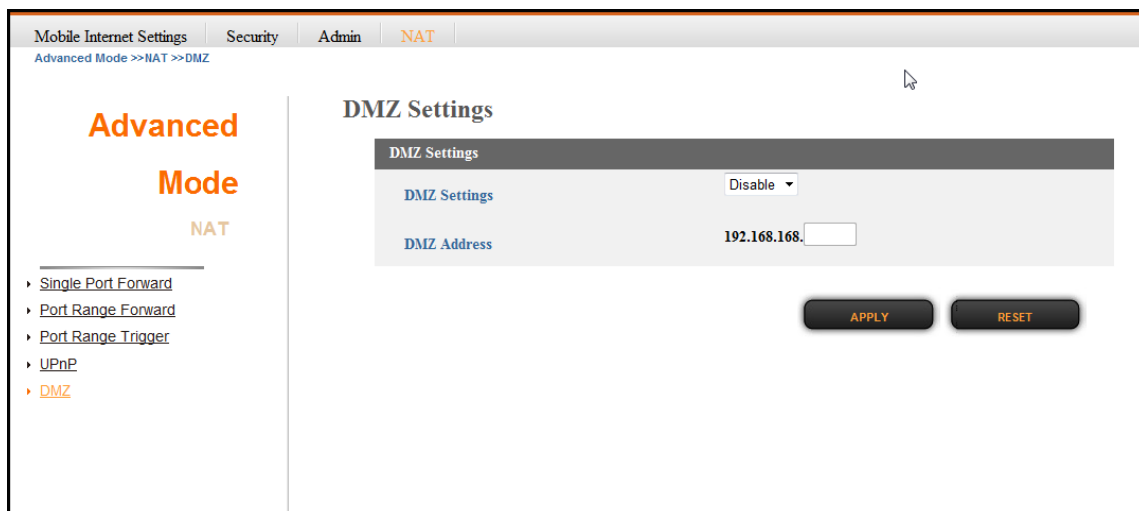 Mobile Internet Settings Security Admin NAT
Advanced Mode >>NAT >>DMZ
Advanced
Mode
NAT
Single Port Forward
Port Range Forward
Port Range Trigger
UPnP
DMZ
DMZ Settings
DMZ Settings
DMZ Settings Disable
DMZ Address 192.168.168.
APPLY RESET